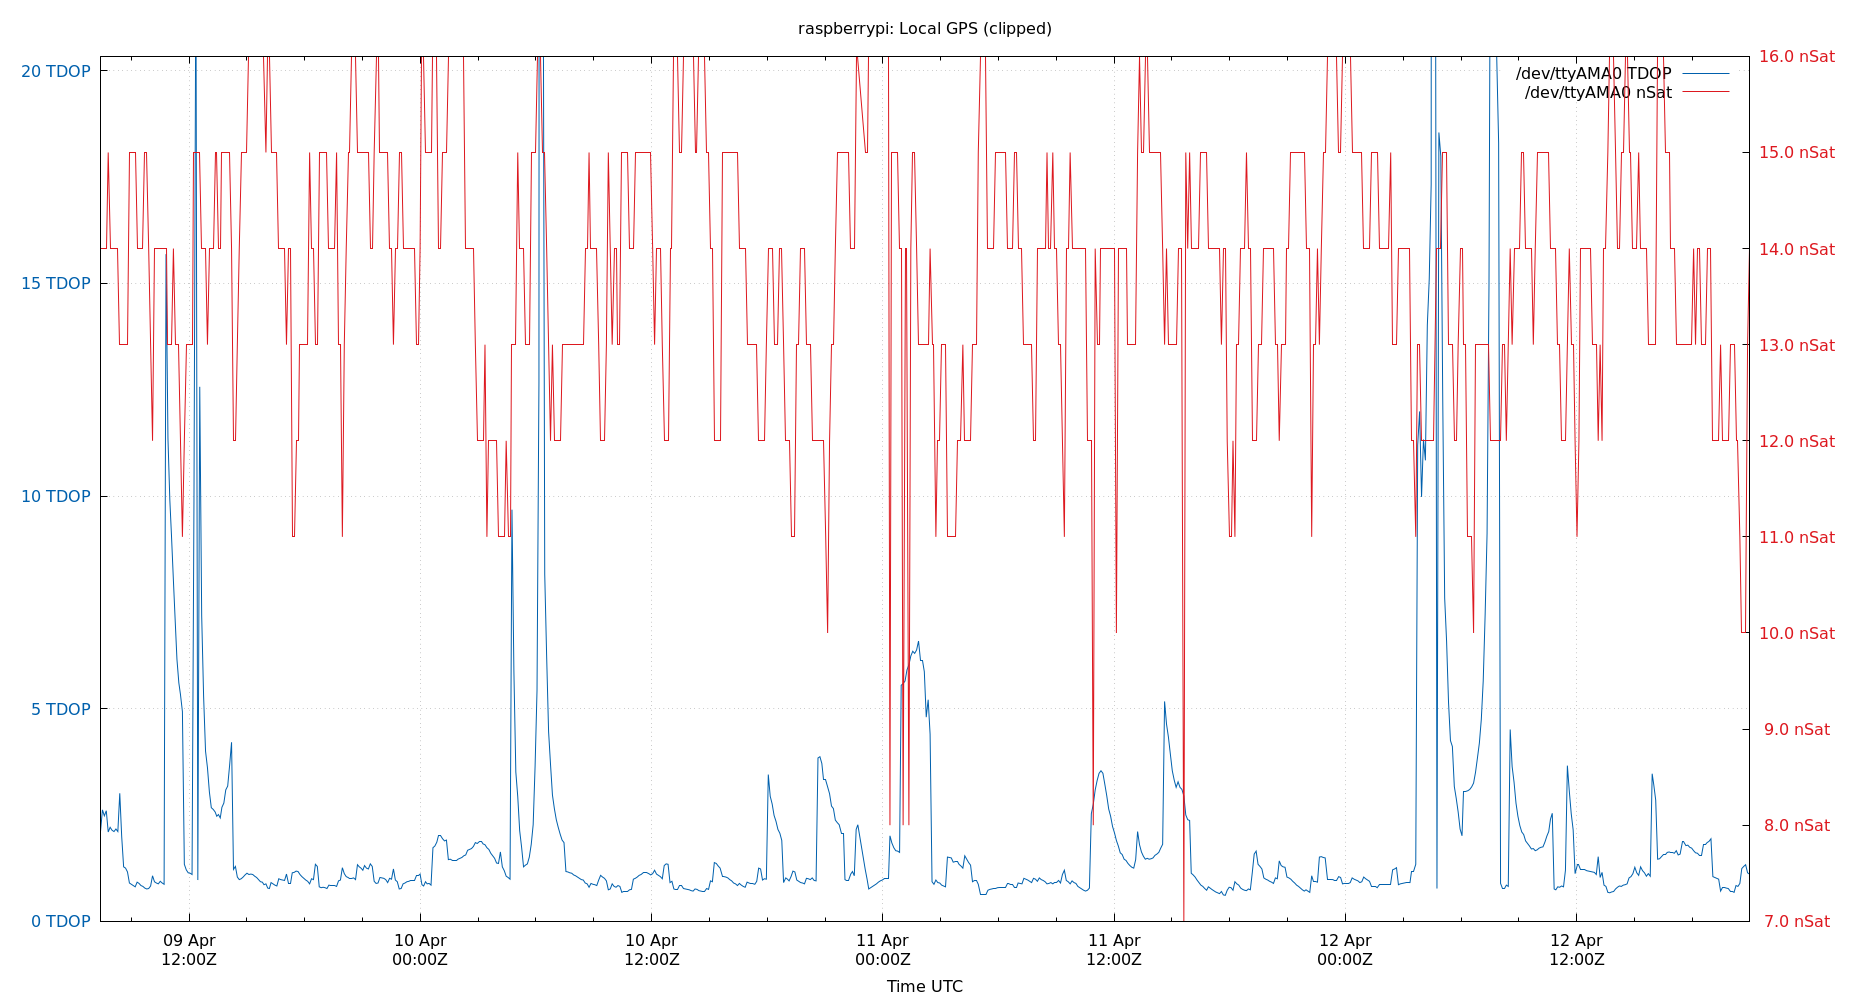 raspberrypi: Local GPS (clipped)
20 TDOP
15 TDOP
10 TDOP
5 TDOP
0 TDOP
/dev/ttyAMA0 TDOP
/dev/ttyAMA0 nSat
16.0 nSat
15.0 nSat
14.0 nSat
13.0 nSat
12.0 nSat
11.0 nSat
10.0 nSat
9.0 nSat
8.0 nSat
7.0 nSat
09 Apr 10 Apr 10 Apr 11 Apr 11 Apr 12 Apr 12 Apr
12:00Z 00:00Z 12:00Z 00:00Z 12:00Z 00:00Z 12:00Z
Time UTC